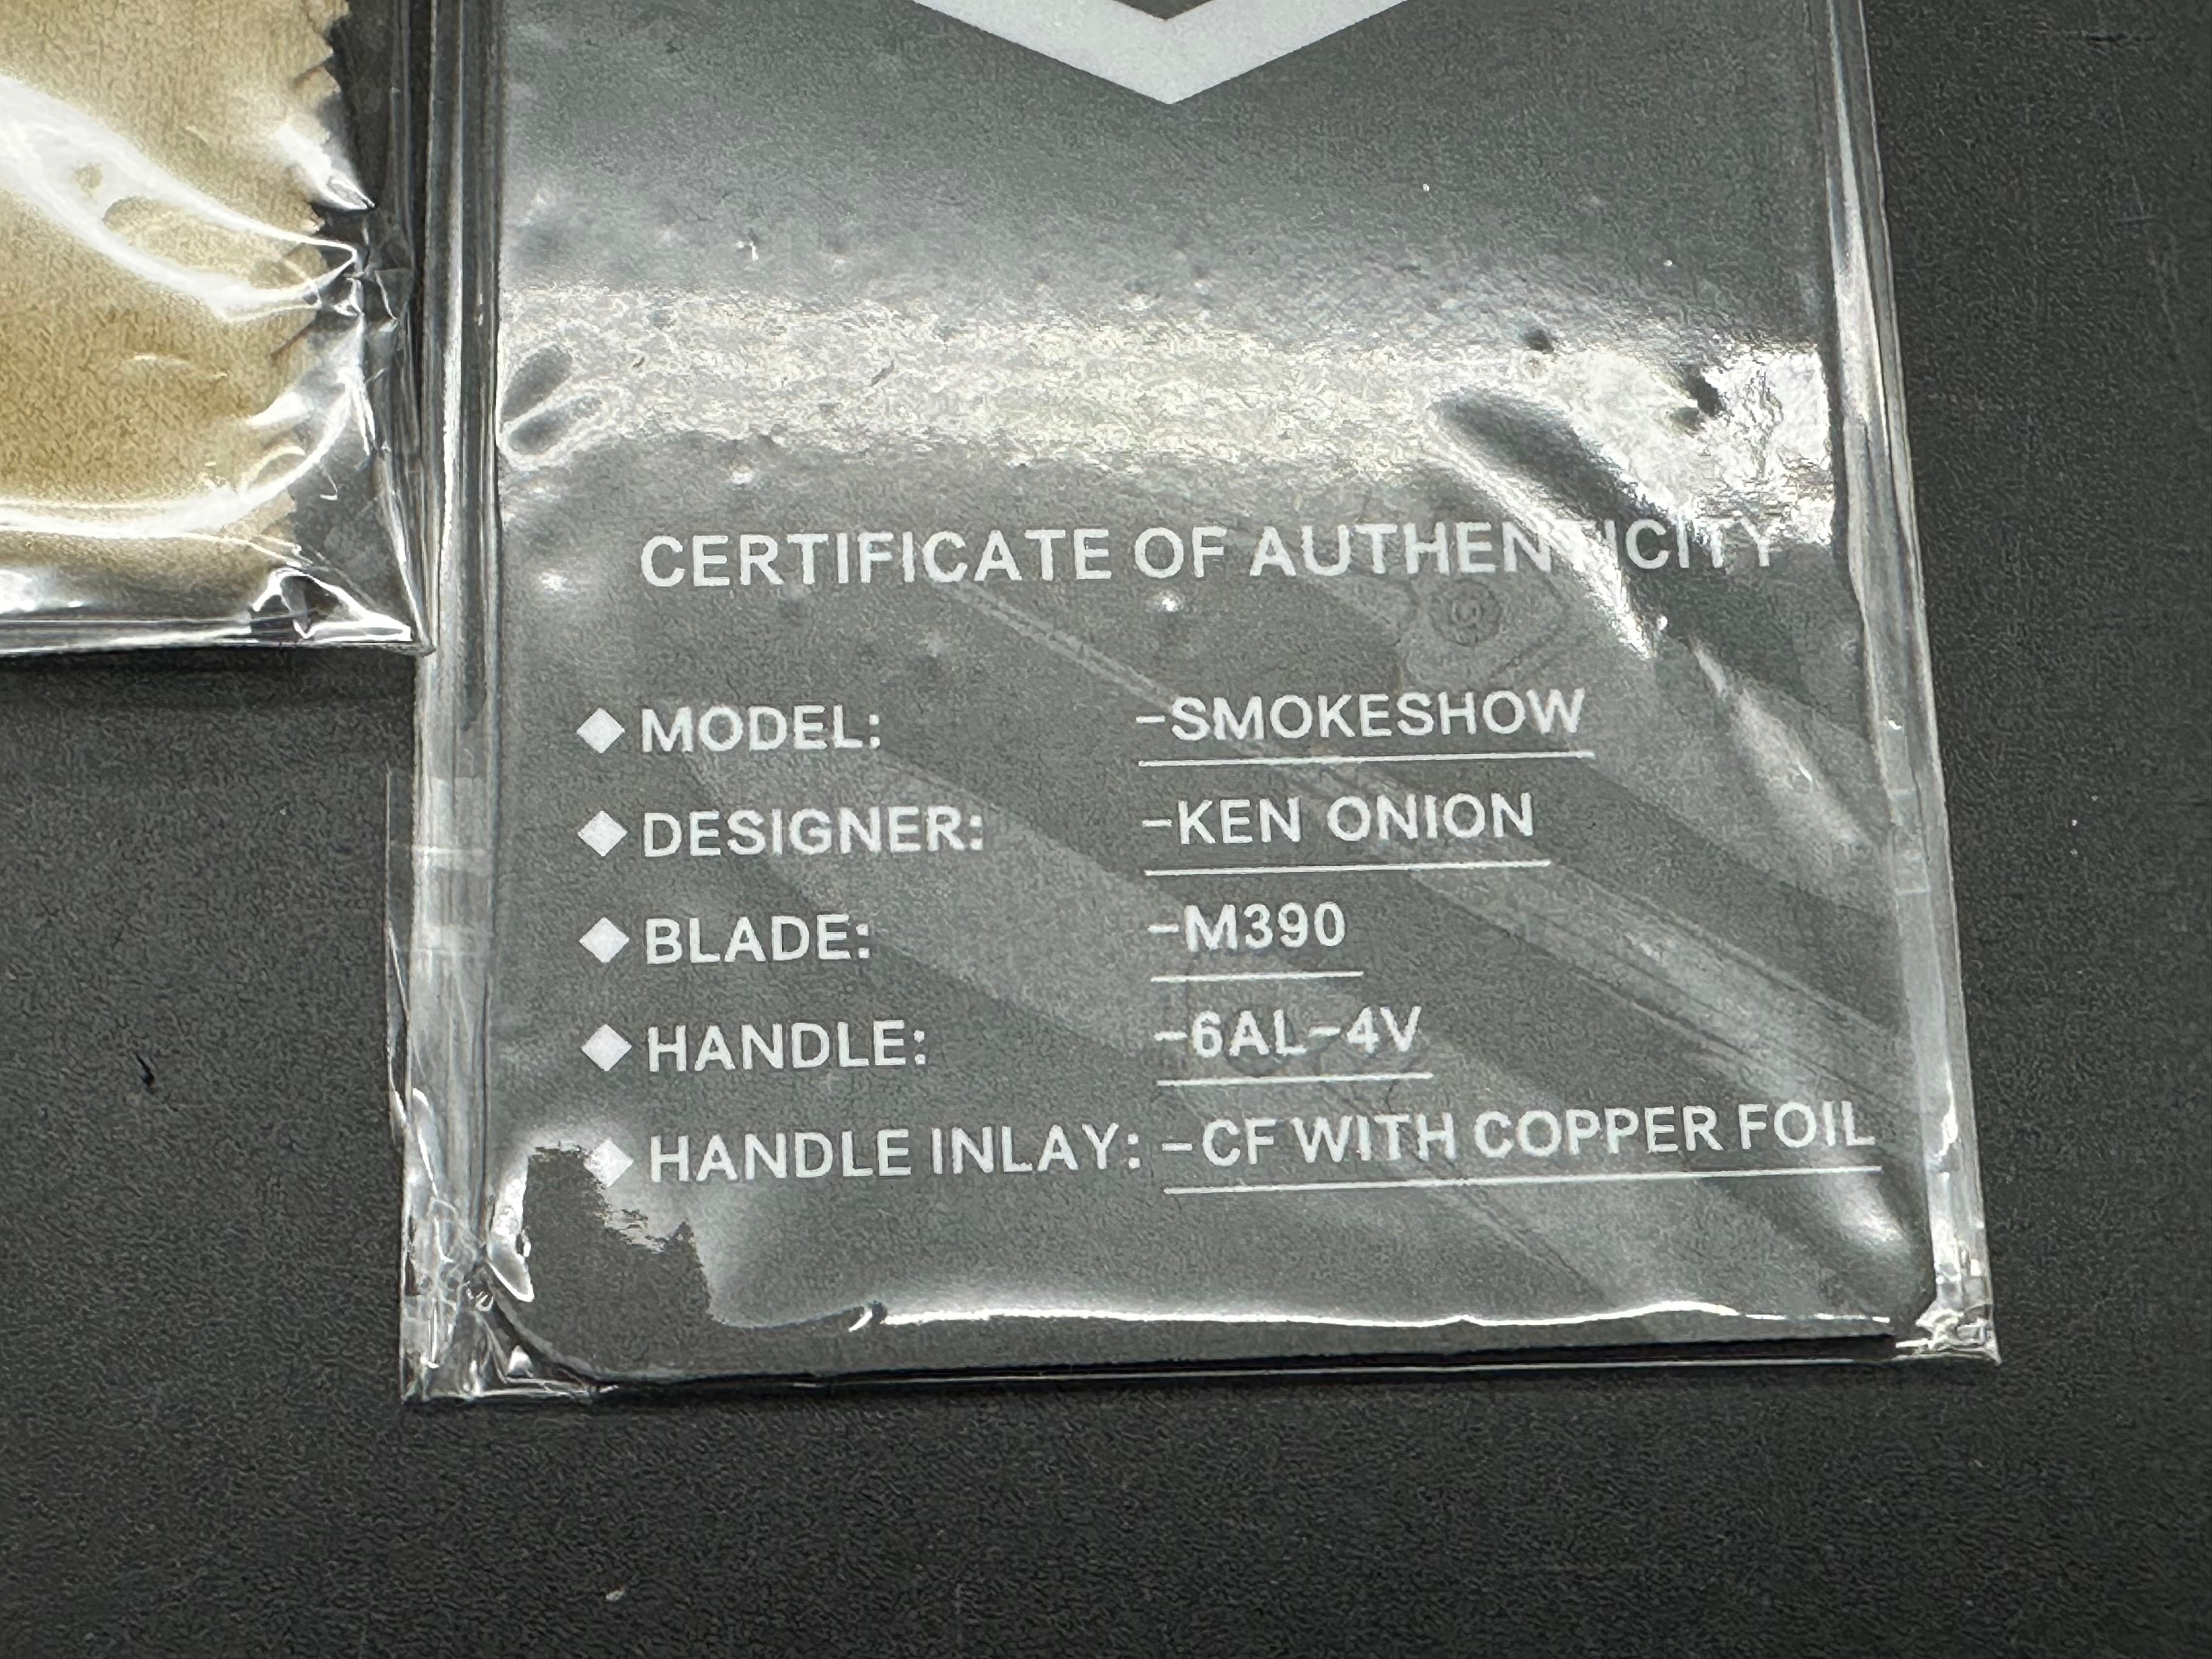 CERTIFICATE OF AUTHENTICITY
◆ MODEL: -SMOKESHOW
◆ DESIGNER: -KEN ONION
◆ BLADE: -M390
◆ HANDLE: -6AL-4V
◆ HANDLE INLAY: -CF WITH COPPER FOIL